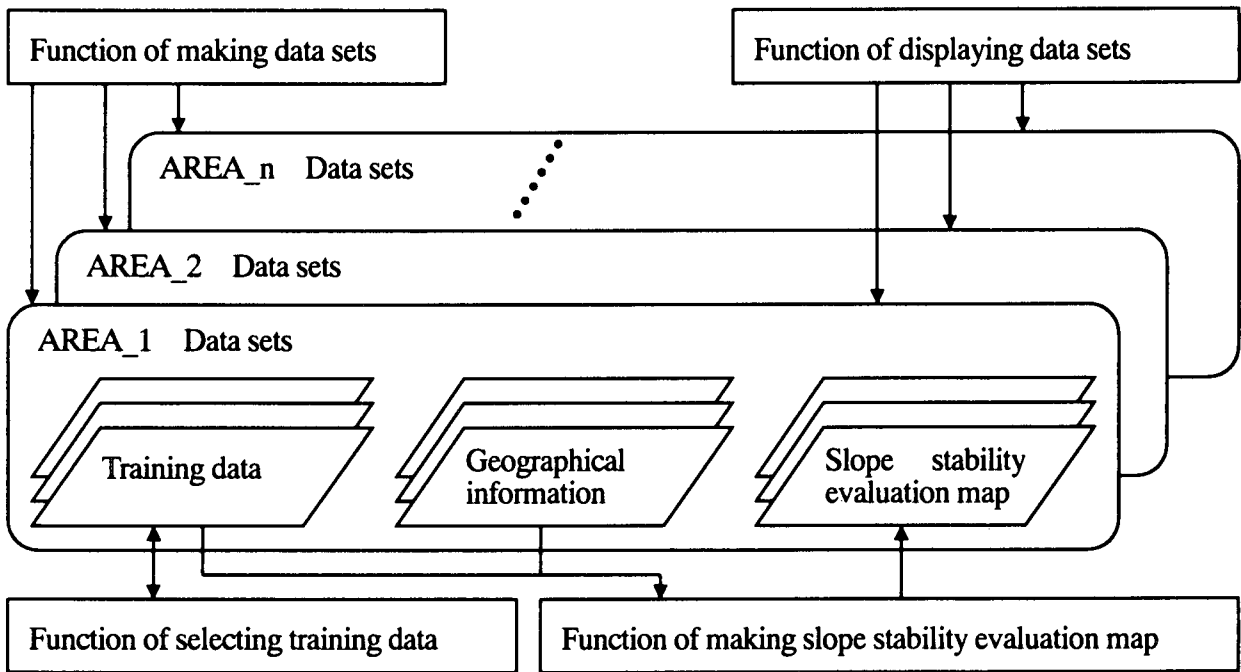 Function of making data sets
Function of displaying data sets
AREA_n Data sets
AREA_2 Data sets
AREA_1 Data sets
Training data
Geographical
information
Slope stability
evaluation map
Function of selecting training data
Function of making slope stability evaluation map